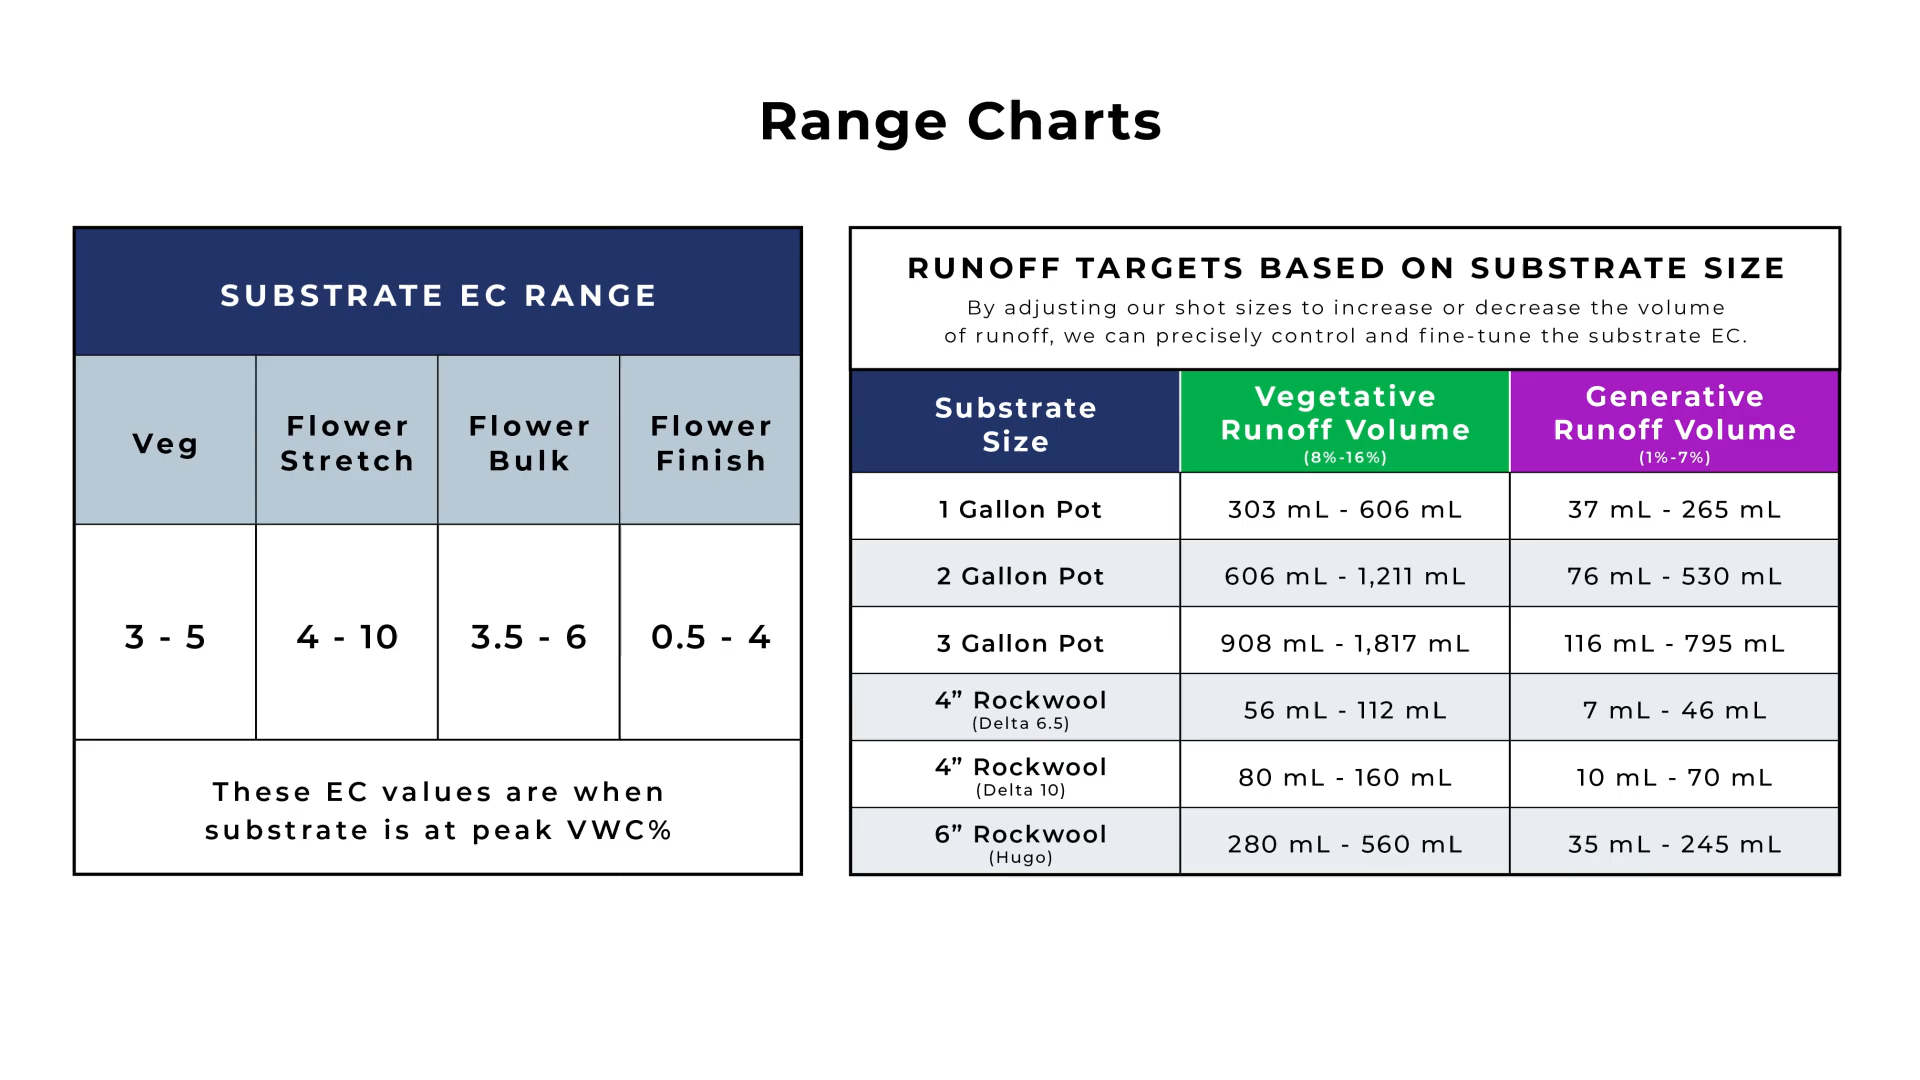 Range Charts
SUBSTRATE EC RANGE
Veg
Flower
Stretch
Flower
Bulk
Flower
Finish
3 - 5
4 - 10
3.5 - 6
0.5 - 4
These EC values are when
substrate is at peak VWC%
RUNOFF TARGETS BASED ON SUBSTRATE SIZE
By adjusting our shot sizes to increase or decrease the volume
of runoff, we can precisely control and fine-tune the substrate EC.
Substrate
Size
Vegetative
Runoff Volume
(8%-16%)
Generative
Runoff Volume
(1%-7%)
1 Gallon Pot
303 mL - 606 mL
37 mL - 265 mL
2 Gallon Pot
606 mL - 1,211 mL
76 mL - 530 mL
3 Gallon Pot
908 mL - 1,817 mL
116 mL - 795 mL
4” Rockwool
(Delta 6.5)
56 mL - 112 mL
7 mL - 46 mL
4” Rockwool
(Delta 10)
80 mL - 160 mL
10 mL - 70 mL
6” Rockwool
(Hugo)
280 mL - 560 mL
35 mL - 245 mL